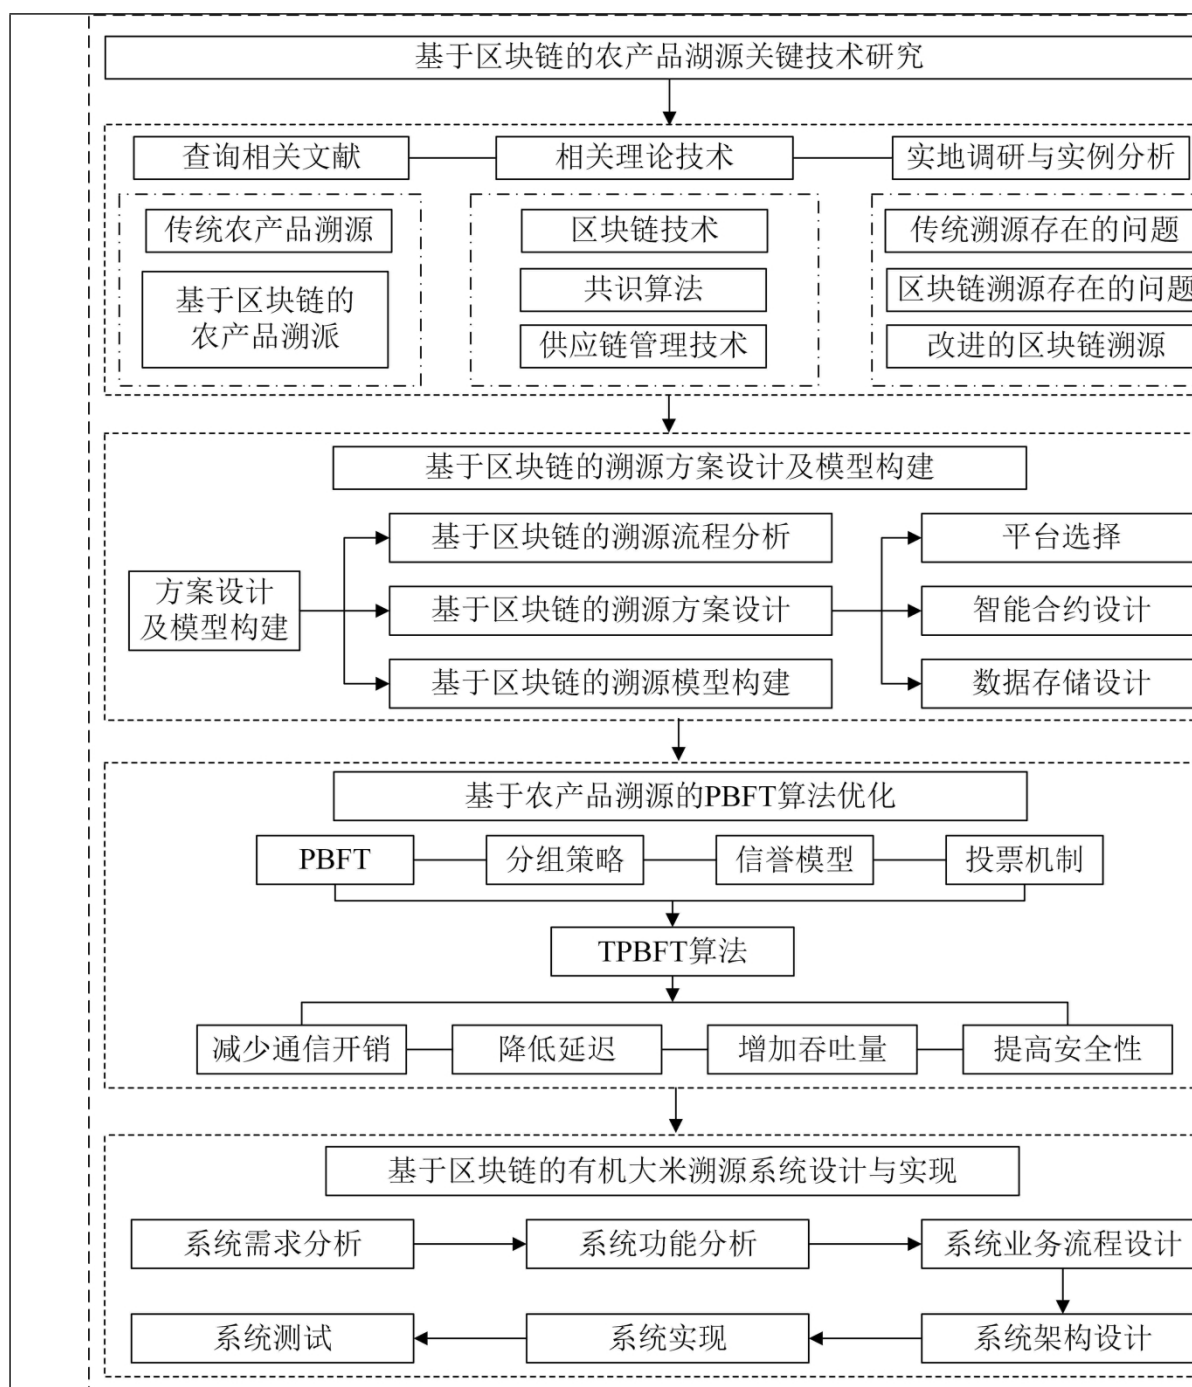 基于区块链的农产品湖源关键技术研究
查询相关文献
相关理论技术
实地调研与实例分析
传统农产品溯源
区块链技术
传统溯源存在的问题
基于区块链的
农产品溯派
共识算法
区块链溯源存在的问题
供应链管理技术
改进的区块链溯源
基于区块链的溯源方案设计及模型构建
基于区块链的溯源流程分析
平台选择
方案设计
及模型构建
基于区块链的溯源方案设计
智能合约设计
基于区块链的溯源模型构建
数据存储设计
基于农产品溯源的PBFT算法优化
PBFT
分组策略
信誉模型
投票机制
TPBFT算法
减少通信开销
降低延迟
增加吞吐量
提高安全性
基于区块链的有机大米溯源系统设计与实现
系统需求分析
系统功能分析
系统业务流程设计
系统测试
系统实现
系统架构设计